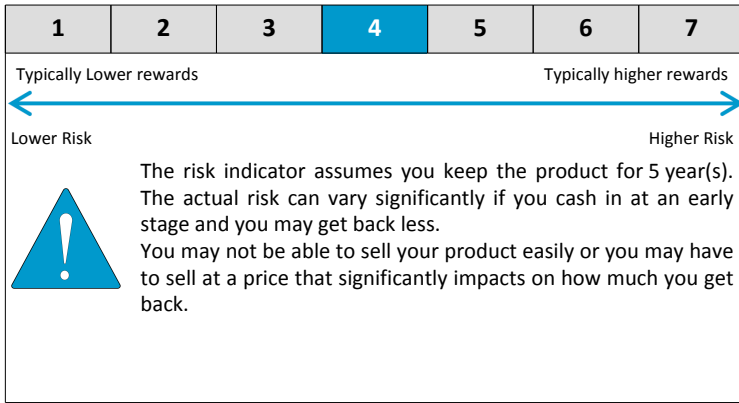 1 2 3 4 5 6 7
Typically Lower rewards Typically higher rewards
Lower Risk Higher Risk
The risk indicator assumes you keep the product for 5 year(s).
The actual risk can vary significantly if you cash in at an early
stage and you may get back less.
You may not be able to sell your product easily or you may have
to sell at a price that significantly impacts on how much you get
back.